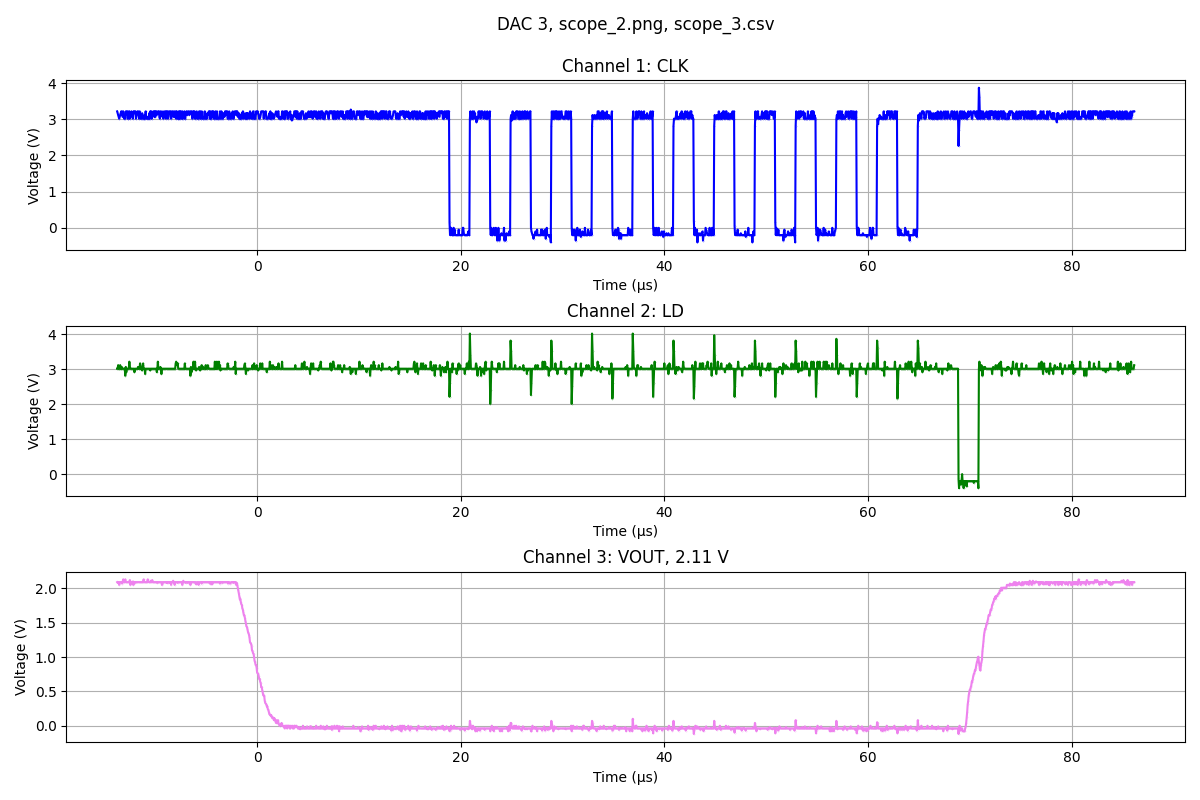 DAC 3, scope_2.png, scope_3.csv
Channel 1: CLK
Voltage (V)
4
3
2
1
0
0 20 40 60 80
Time (µs)
Channel 2: LD
Voltage (V)
4
3
2
1
0
0 20 40 60 80
Time (µs)
Channel 3: VOUT, 2.11 V
Voltage (V)
2.0
1.5
1.0
0.5
0.0
0 20 40 60 80
Time (µs)